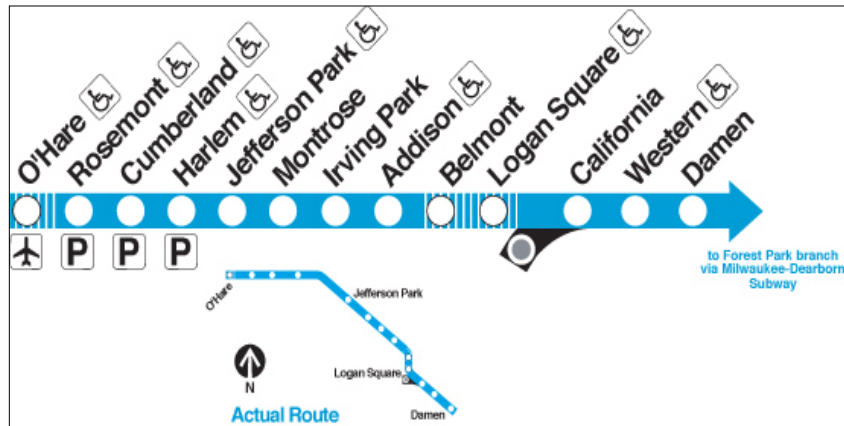 O'Hare
Rosemont
Cumberland
Harlem
Jefferson Park
Montrose
Irving Park
Addison
Belmont
Logan Square
California
Western
Damen
P
P
P
to Forest Park branch
via Milwaukee-Dearborn
Subway
O'Hare
Jefferson Park
Logan Square
Damen
N
Actual Route